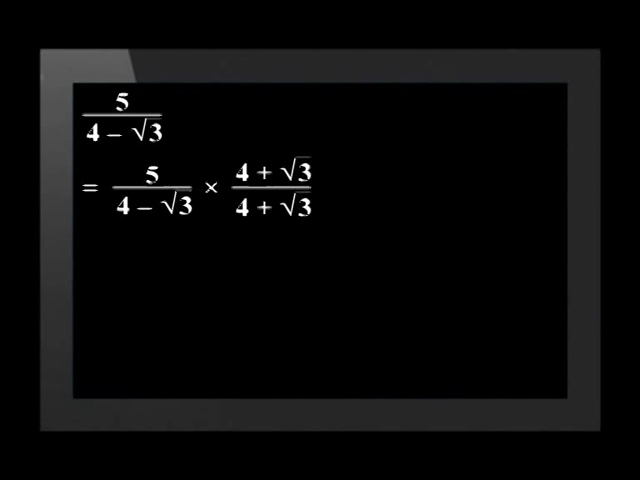 5
4 − √3
= 5 × 4 + √3
4 − √3 4 + √3